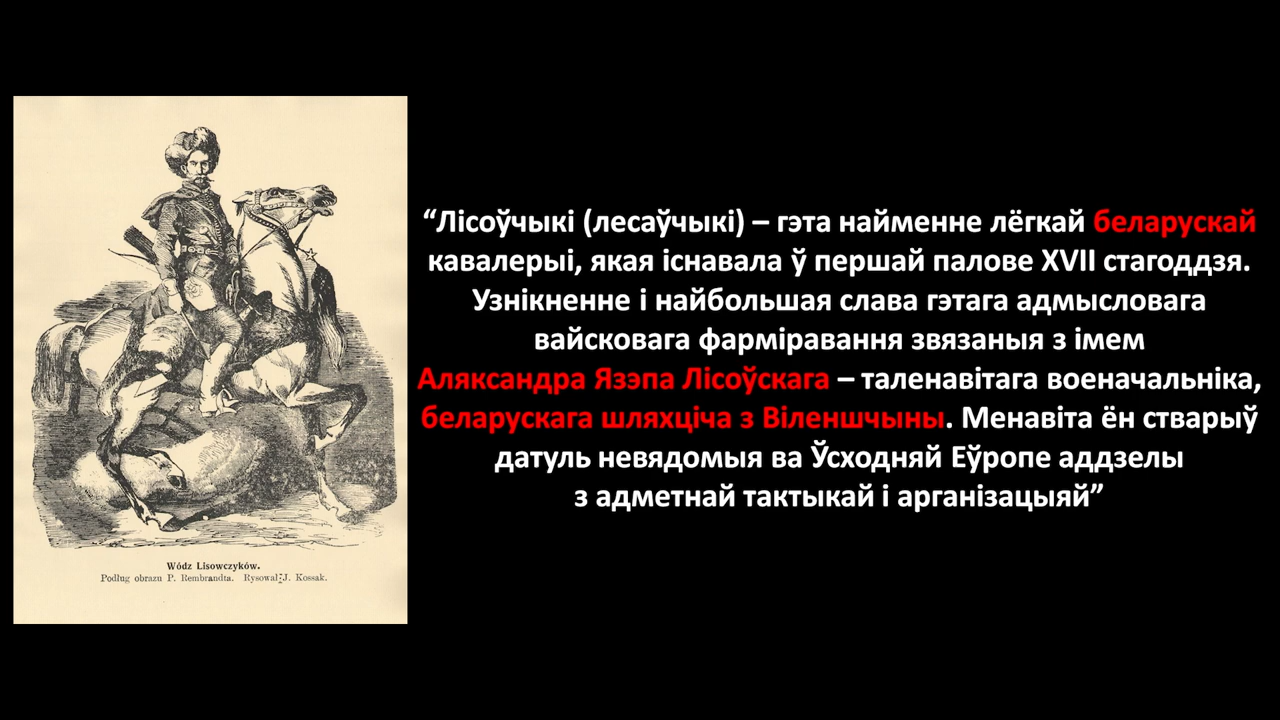 “Лісоўчыкі (лесаўчыкі) – гэта найменне лёгкай беларускай
кавалерыі, якая існавала ў першай палове XVII стагоддзя.
Узнікненне і найбольшая слава гэтага адмысловага
вайсковага фарміравання звязаныя з імем
Аляксандра Язэпа Лісоўскага – таленавітага военачальніка,
беларускага шляхціча з Віленшчыны. Менавіта ён стварыў
датуль невядомыя ва Ўсходняй Еўропе аддзелы
з адметнай тактыкай і арганізацыяй”
Wódz Lisowczyków.
Podług obrazu P. Rembrandta. Rysował J. Kossak.